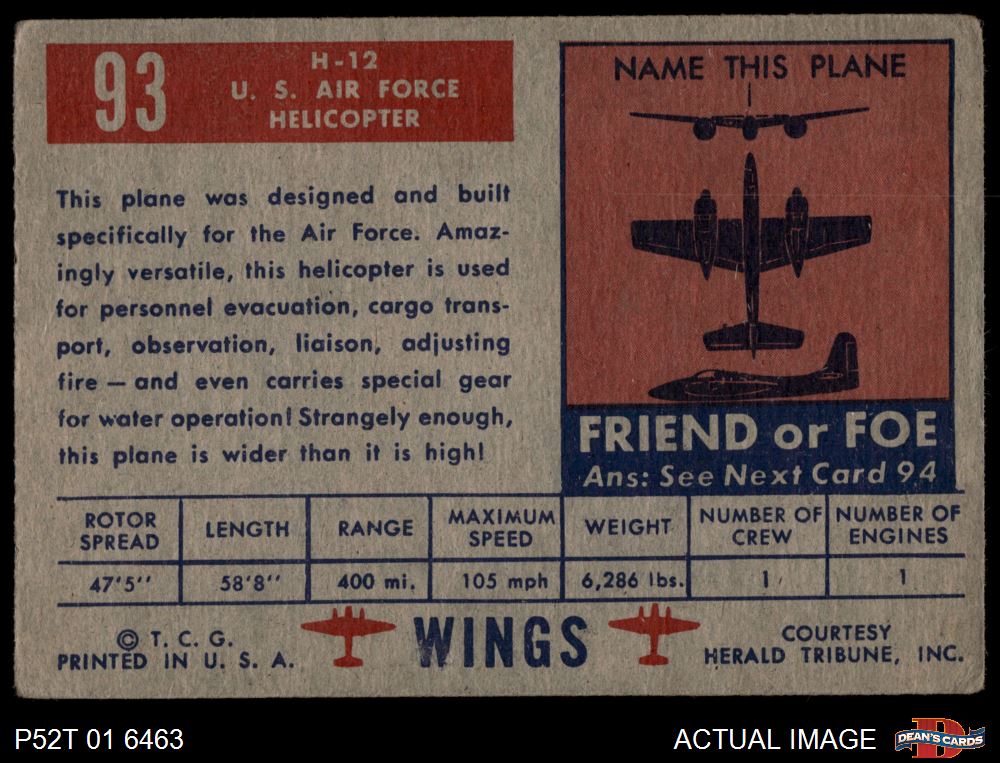 93
H-12
U. S. AIR FORCE
HELICOPTER
This plane was designed and built
specifically for the Air Force. Amaz-
ingly versatile, this helicopter is used
for personnel evacuation, cargo trans-
port, observation, liaison, adjusting
fire — and even carries special gear
for water operation! Strangely enough,
this plane is wider than it is high!
NAME THIS PLANE
FRIEND or FOE
Ans: See Next Card 94
ROTOR SPREAD LENGTH RANGE MAXIMUM SPEED WEIGHT NUMBER OF CREW NUMBER OF ENGINES
47'5'' 58'8'' 400 mi. 105 mph 6,286 lbs. 1 1
© T. C. G.
PRINTED IN U. S. A.
WINGS
COURTESY
HERALD TRIBUNE, INC.
P52T 01 6463
ACTUAL IMAGE
D
DEAN'S CARDS